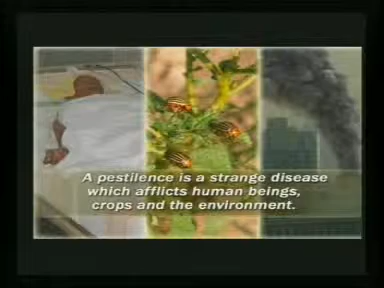 A pestilence is a strange disease
which afflicts human beings,
crops and the environment.